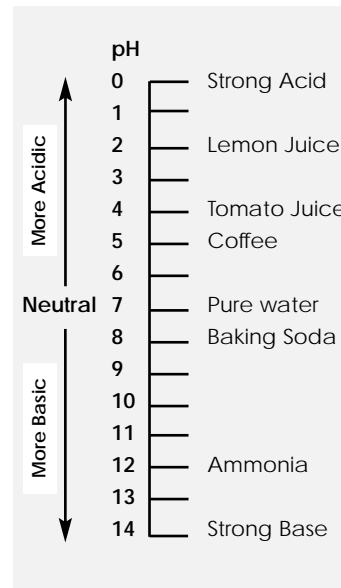 pH
0 Strong Acid
1
2 Lemon Juice
3
4 Tomato Juice
5 Coffee
6
Neutral 7 Pure water
8 Baking Soda
9
10
11
12 Ammonia
13
14 Strong Base
More Acidic
More Basic